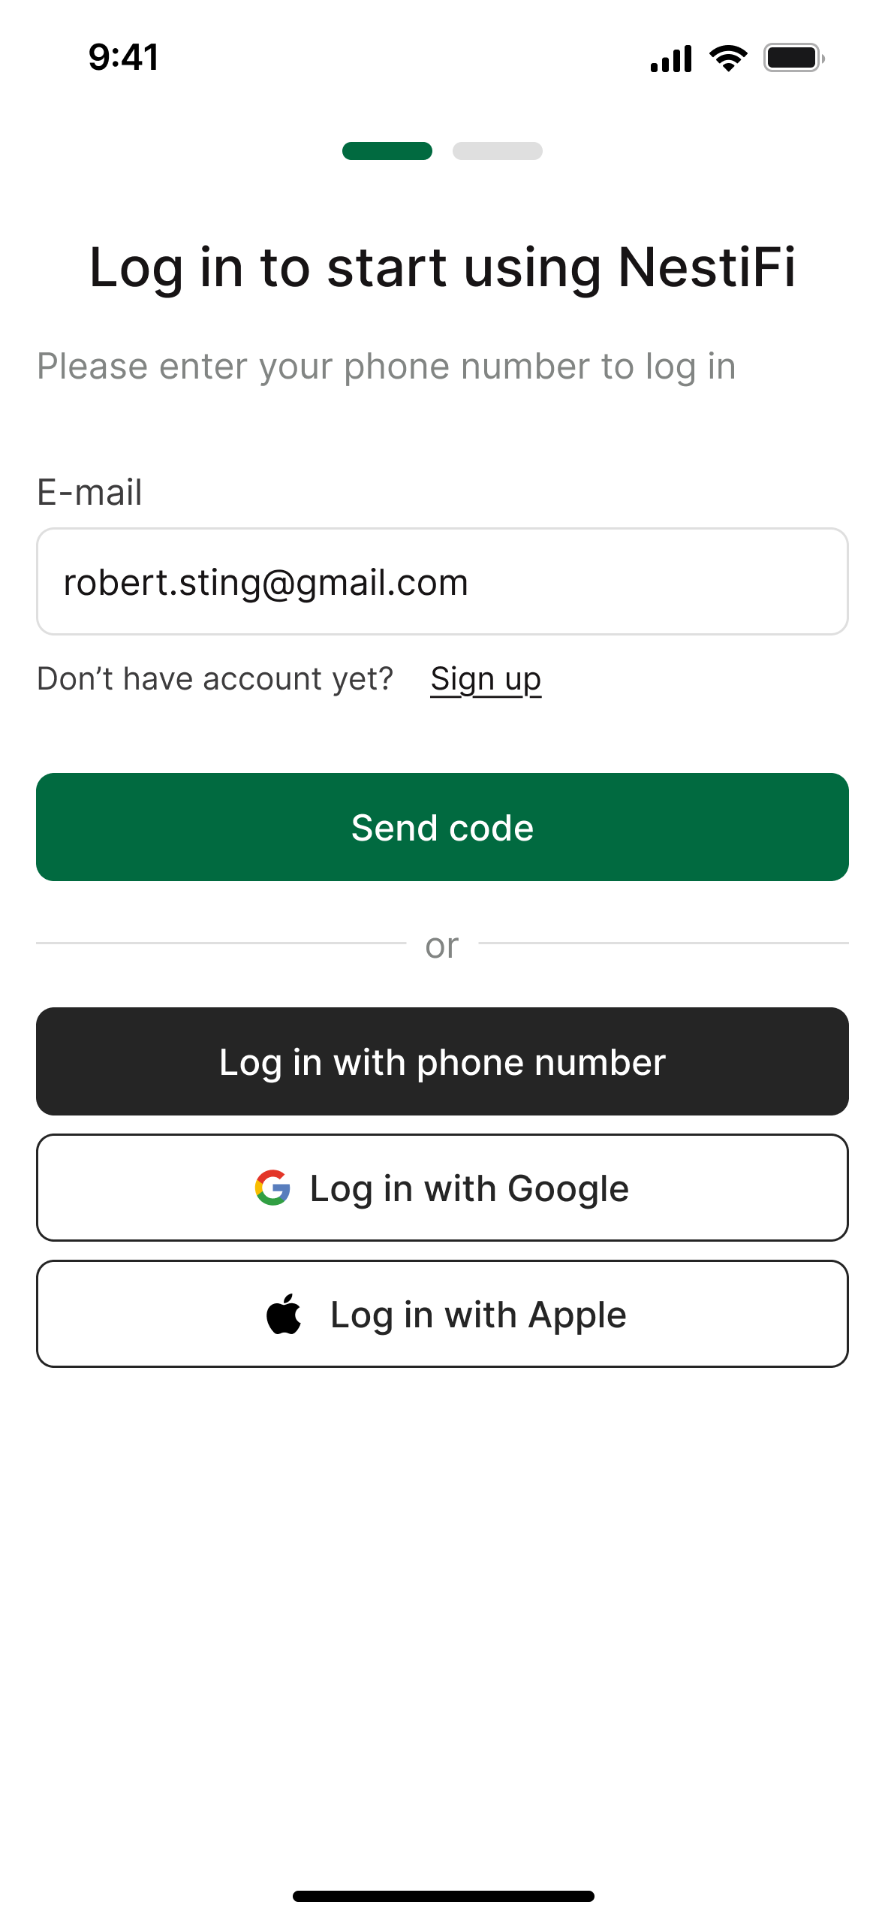 9:41
Log in to start using NestiFi
Please enter your phone number to log in
E-mail
robert.sting@gmail.com
Don’t have account yet? Sign up
Send code
or
Log in with phone number
Log in with Google
Log in with Apple